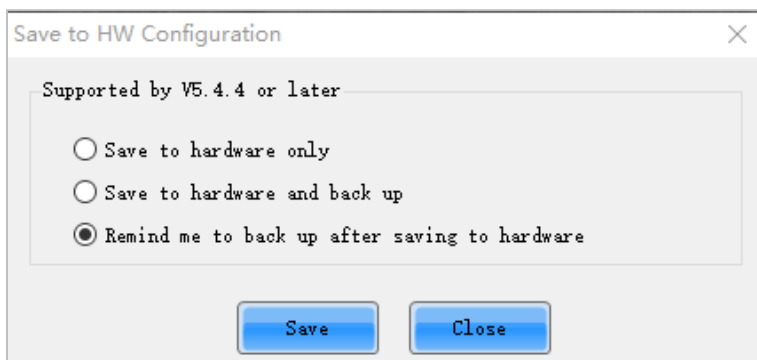 Save to HW Configuration
Supported by V5.4.4 or later
Save to hardware only
Save to hardware and back up
Remind me to back up after saving to hardware
Save Close